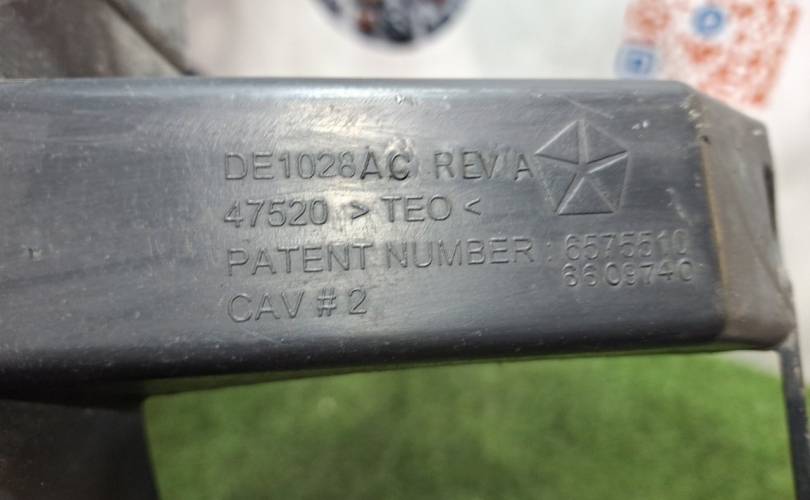 DE1028AC REV A
47520 > TEO <
PATENT NUMBER : 6575510
6609740
CAV # 2